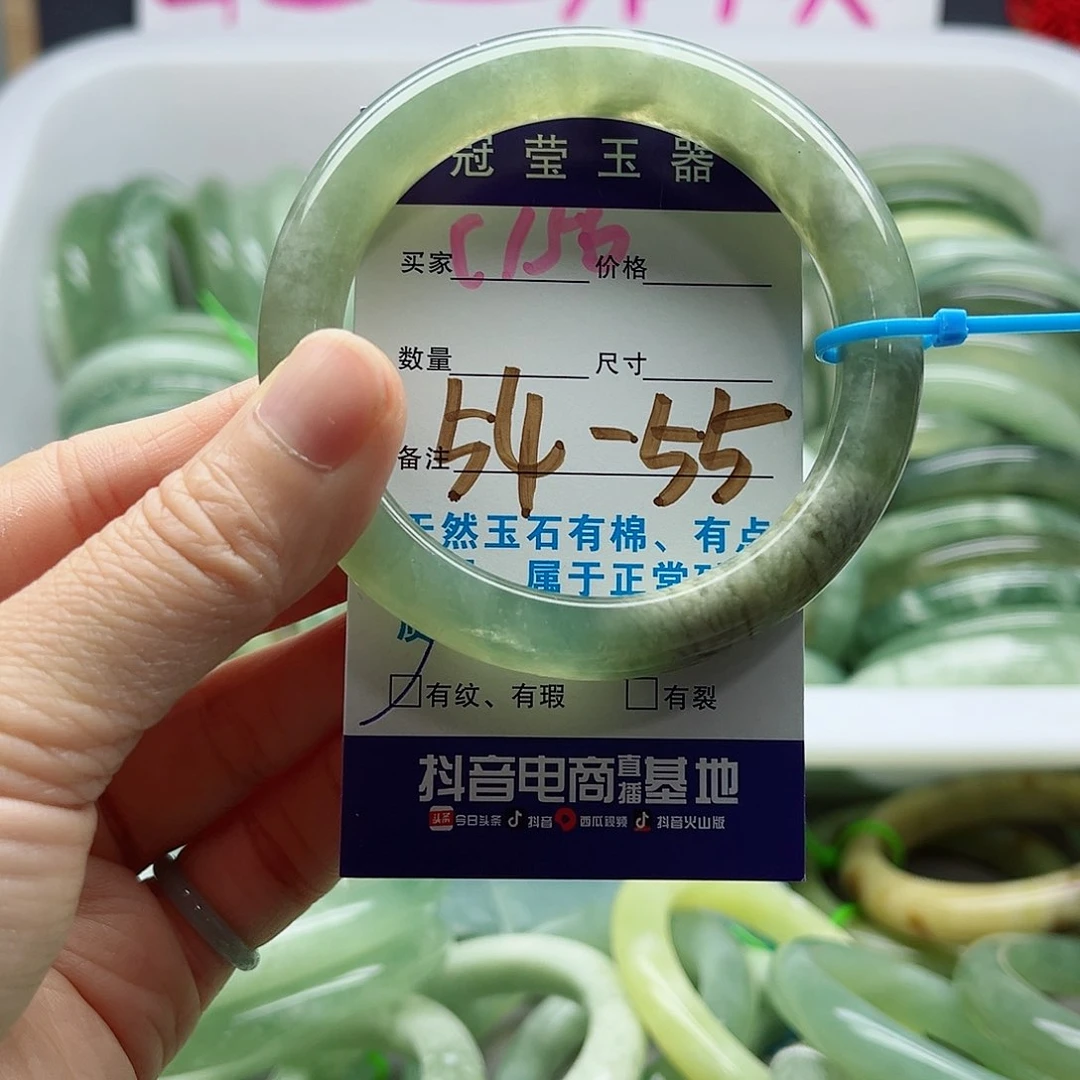 冠莹玉器
买家 价格
数量 尺寸
54-55
备注
然玉石有棉、有点
属于正常
有纹、有瑕 有裂
抖音电商直播基地
今日头条 抖音 西瓜视频 抖音火山版